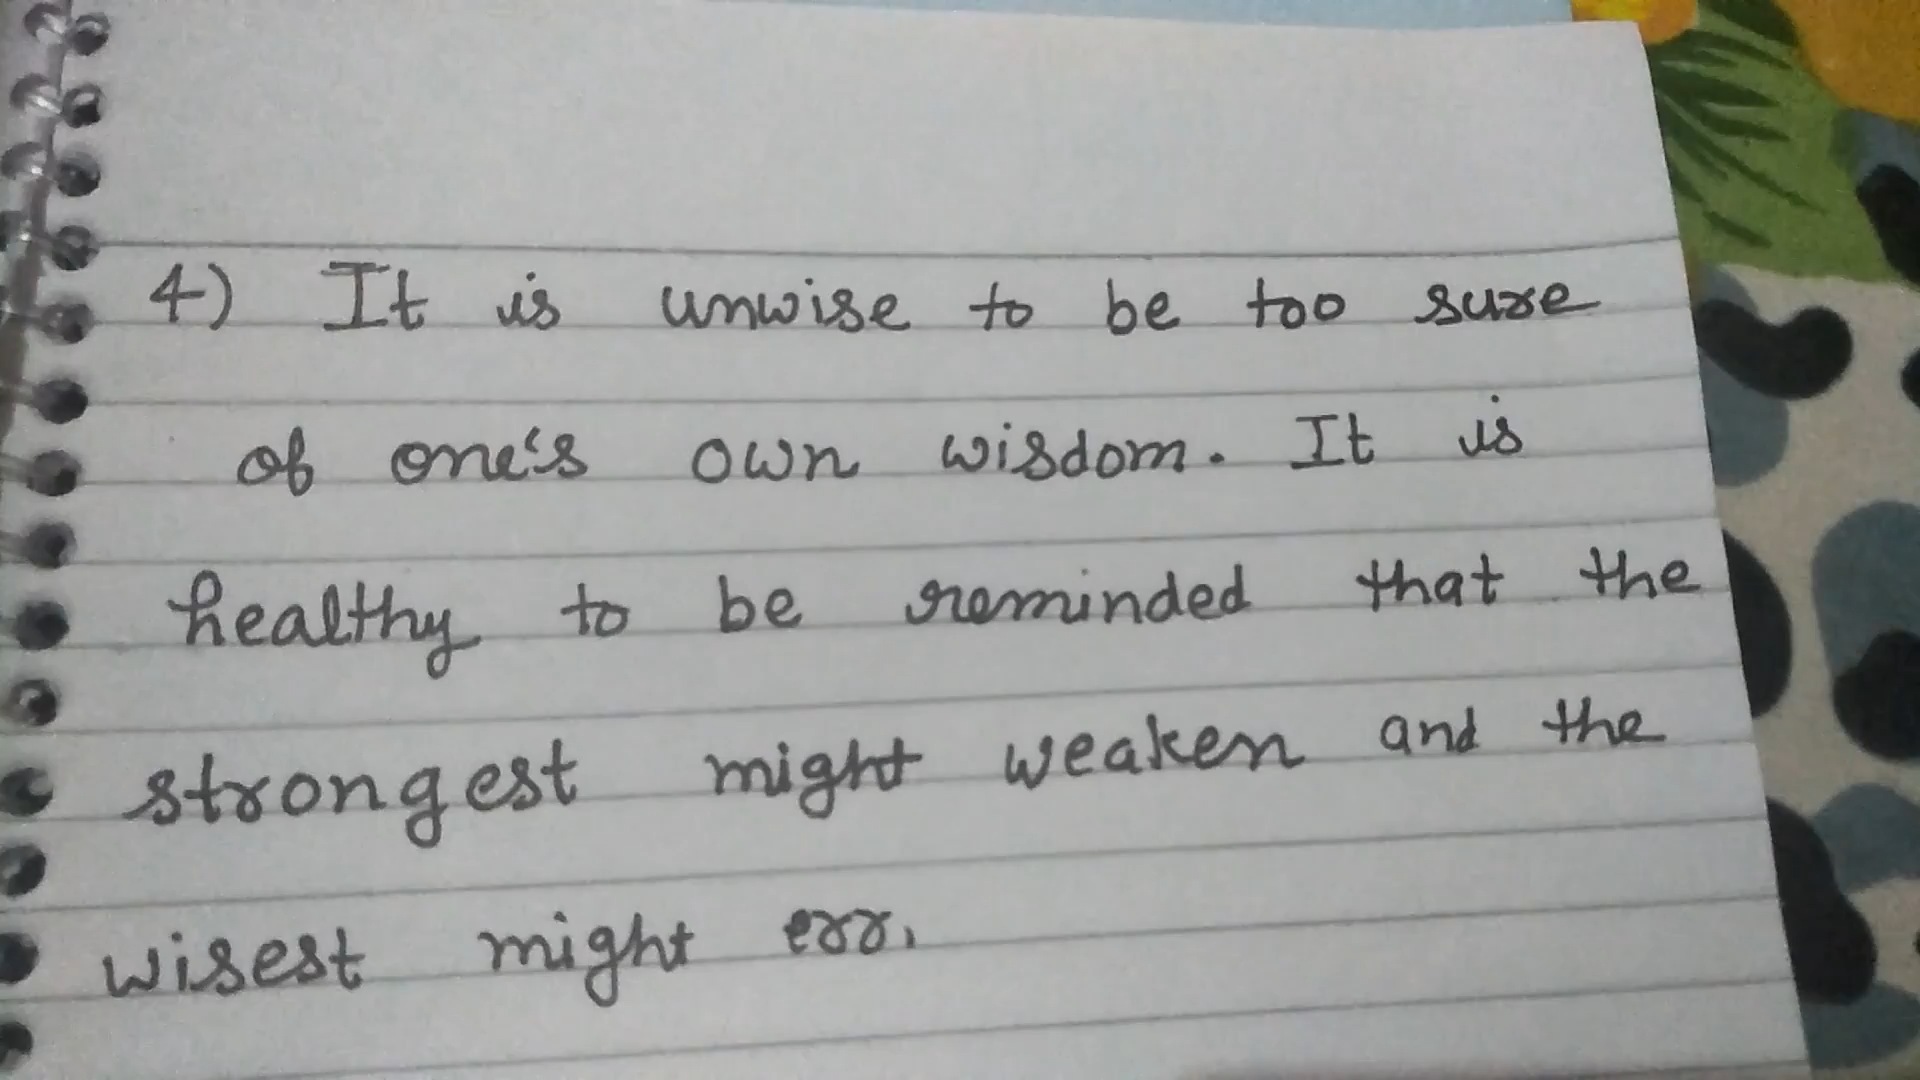 4) It is unwise to be too sure
of one's own wisdom. It is
healthy to be reminded that the
strongest might weaken and the
wisest might err.